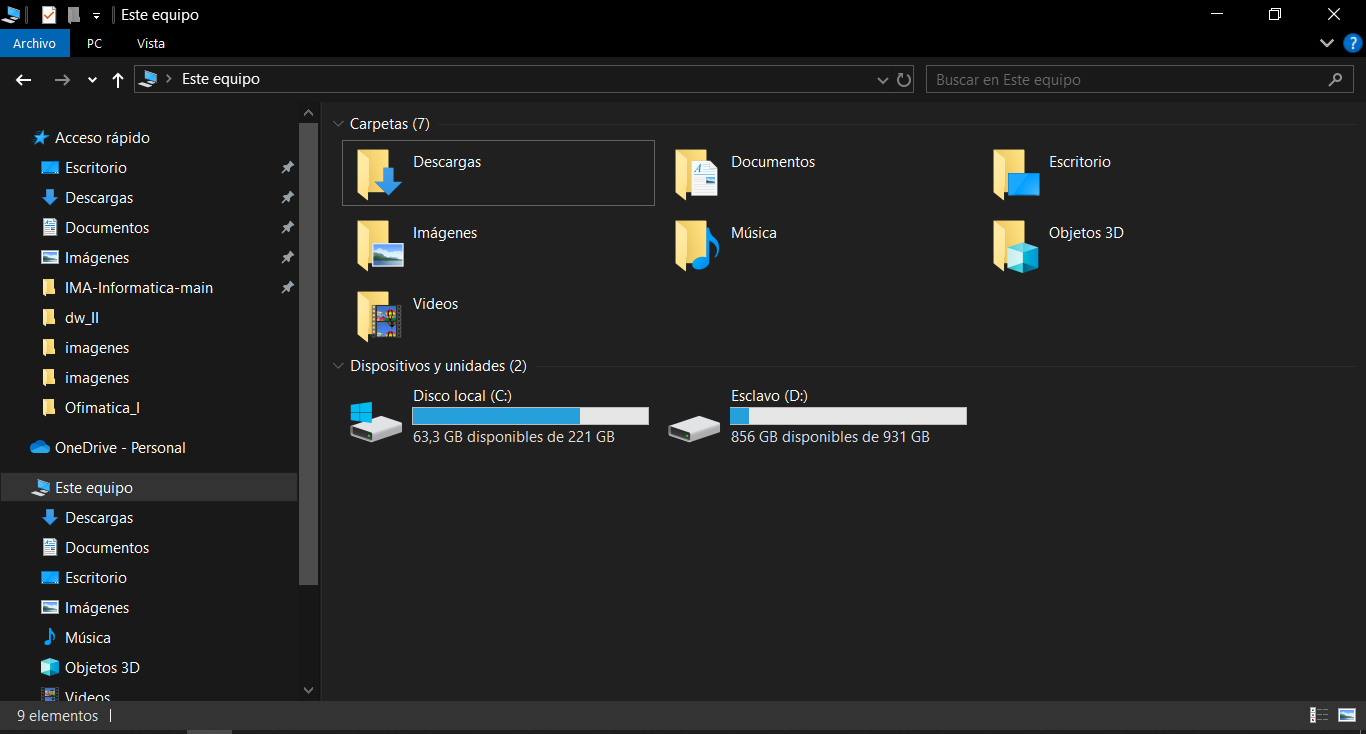 Este equipo
Archivo
PC
Vista
?
Este equipo
Buscar en Este equipo
Acceso rápido
Escritorio
Descargas
Documentos
Imágenes
IMA-Informatica-main
dw_II
imagenes
imagenes
Ofimatica_I
OneDrive - Personal
Este equipo
Descargas
Documentos
Escritorio
Imágenes
Música
Objetos 3D
Videos
Carpetas (7)
Descargas
Documentos
Escritorio
Imágenes
Música
Objetos 3D
Videos
Dispositivos y unidades (2)
Disco local (C:)
63,3 GB disponibles de 221 GB
Esclavo (D:)
856 GB disponibles de 931 GB
9 elementos